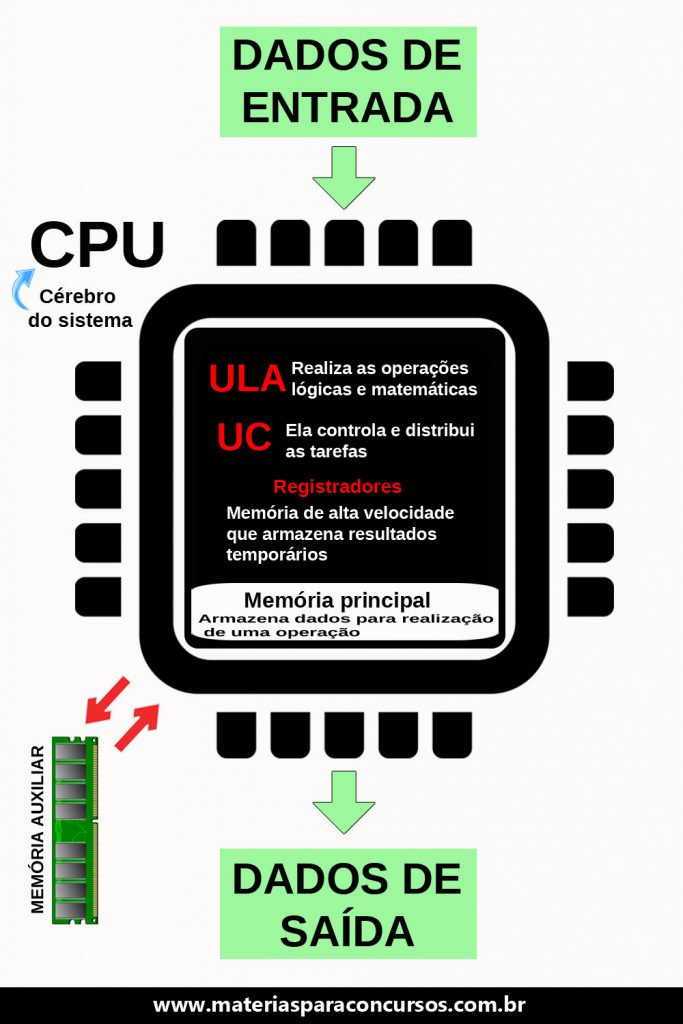 DADOS DE
ENTRADA
CPU
Cérebro
do sistema
ULA Realiza as operações
lógicas e matemáticas
UC Ela controla e distribui
as tarefas
Registradores
Memória de alta velocidade
que armazena resultados
temporários
Memória principal
Armazena dados para realização
de uma operação
MEMÓRIA AUXILIAR
DADOS DE
SAÍDA
www.materiasparaconcursos.com.br